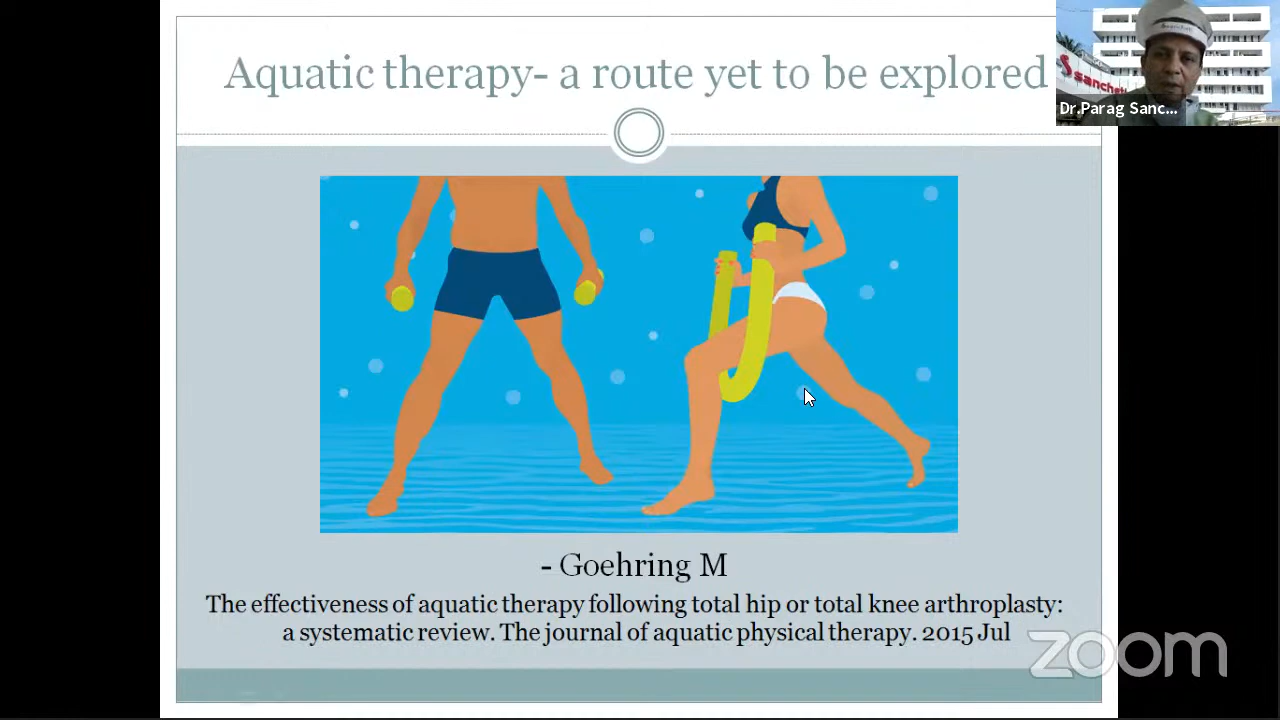 Aquatic therapy- a route yet to be explored
sancheti
Dr.Parag Sanc...
- Goehring M
The effectiveness of aquatic therapy following total hip or total knee arthroplasty:
a systematic review. The journal of aquatic physical therapy. 2015 Jul
zoom